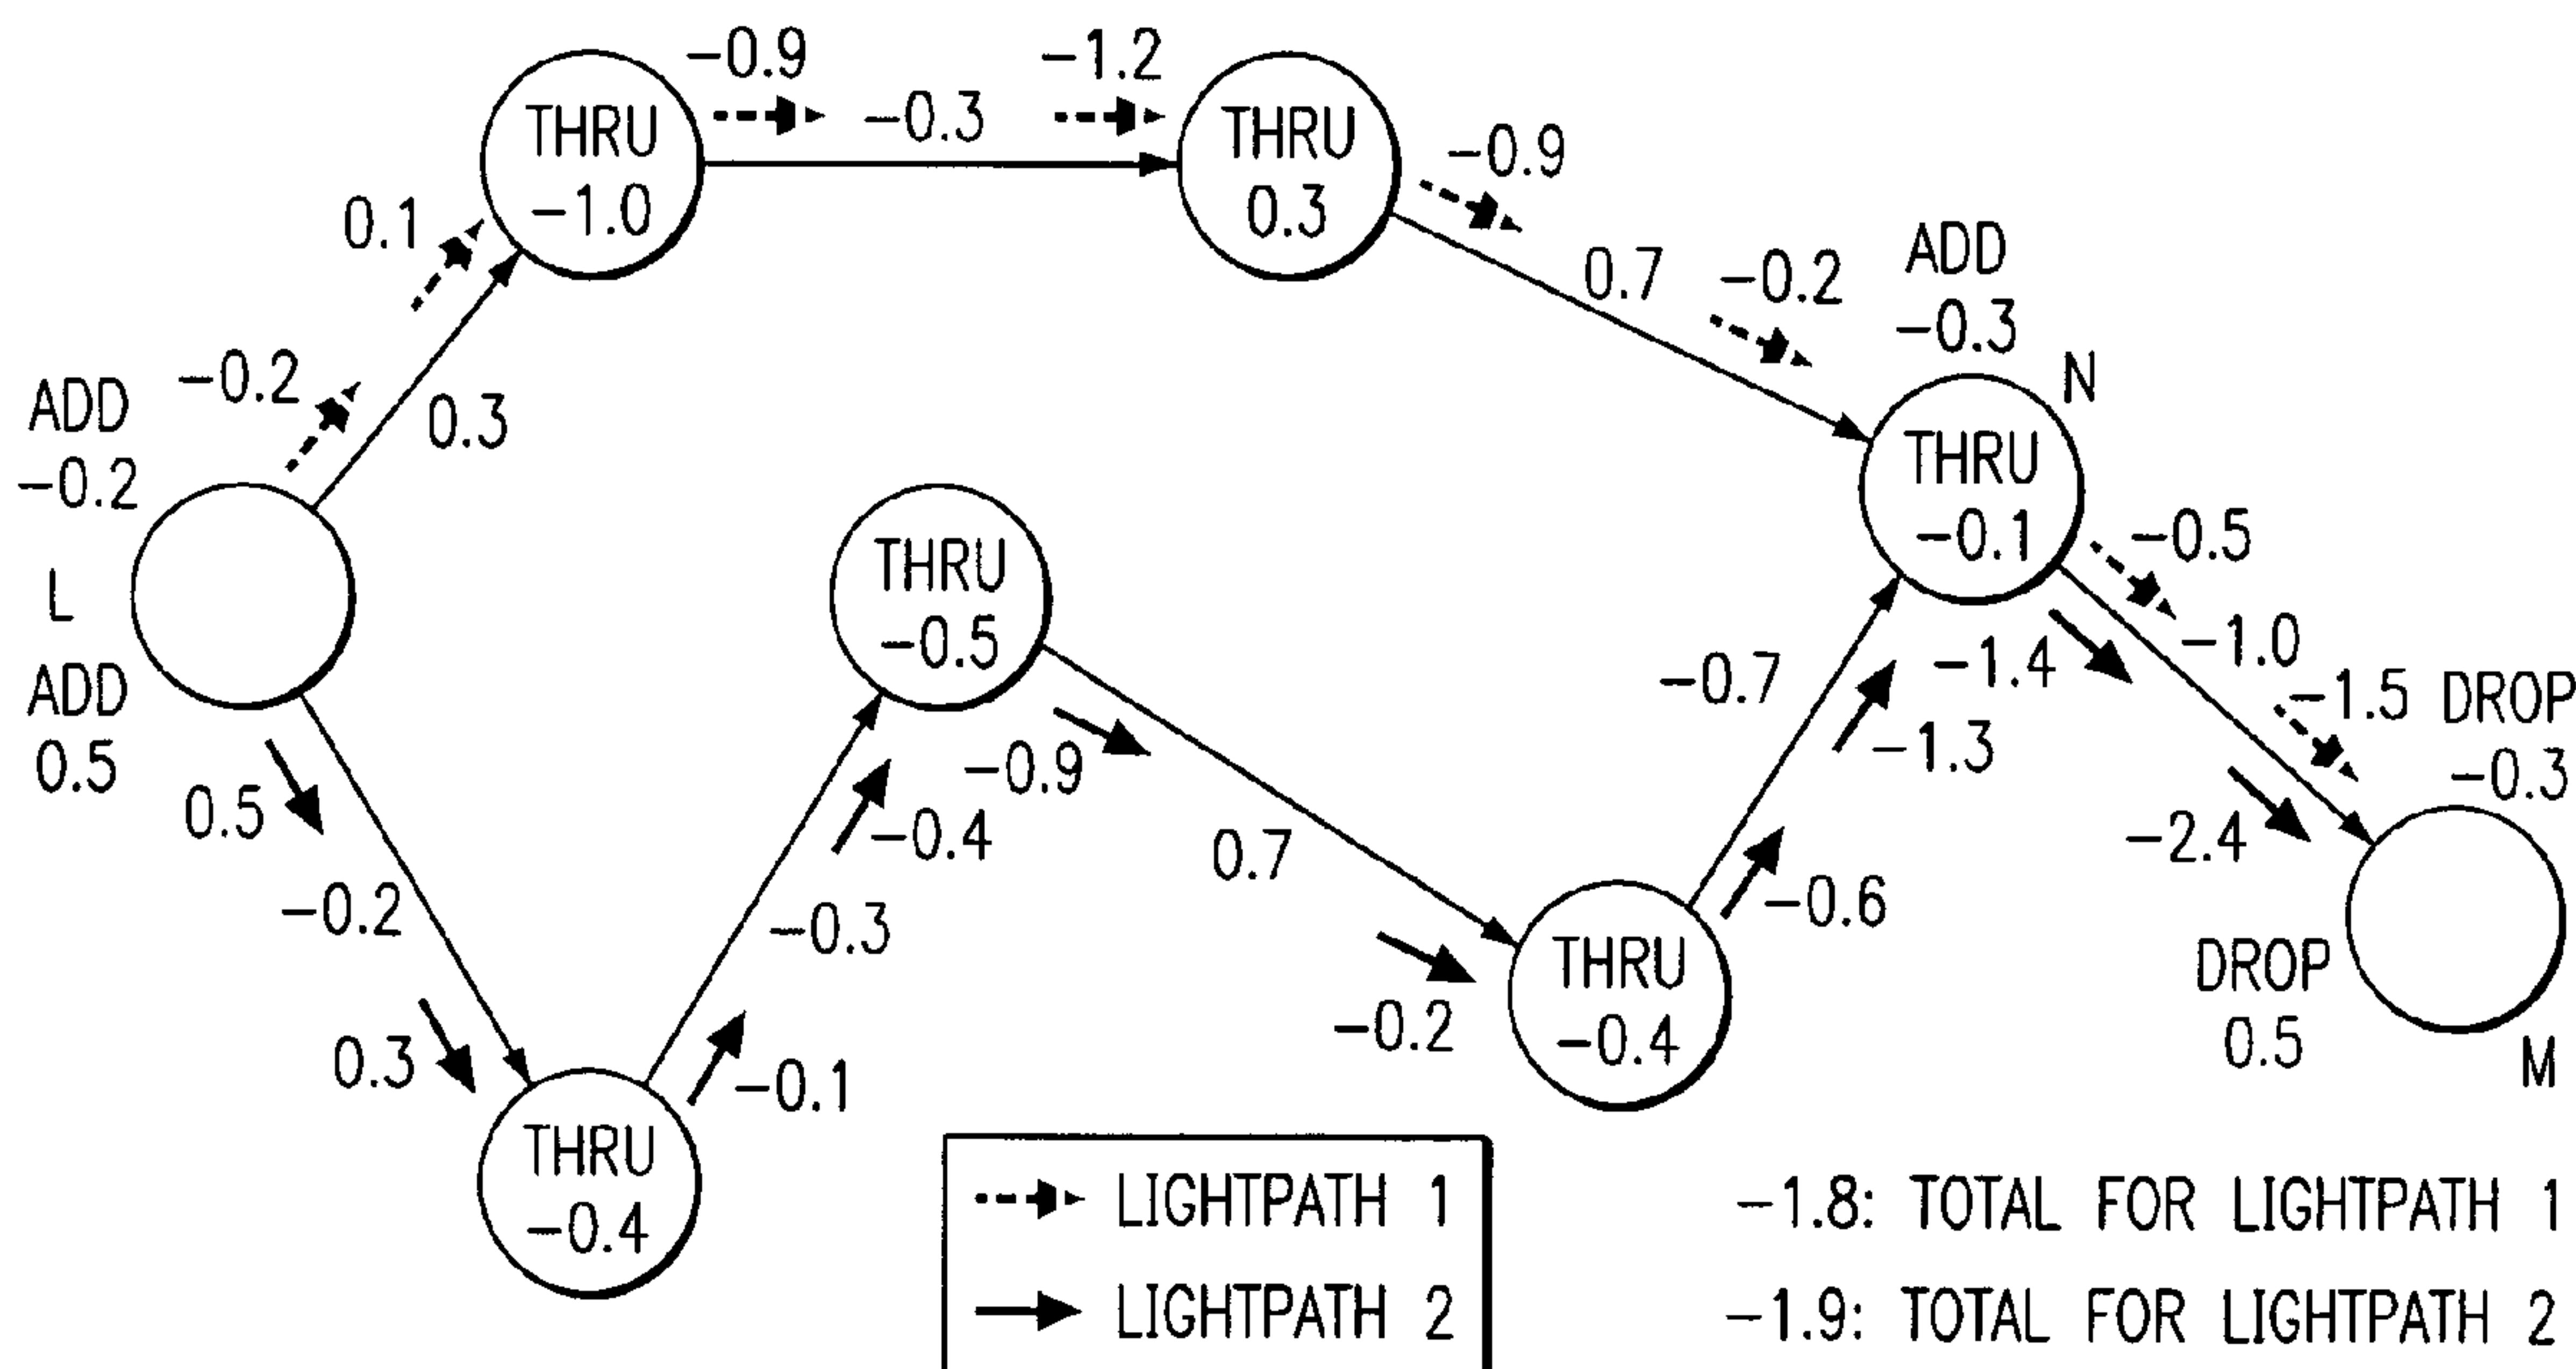 -0.9
-1.2
THRU
-1.0
-0.3
THRU
0.3
-0.9
0.1
0.7
-0.2
ADD
-0.3
N
ADD
-0.2
-0.2
0.3
THRU
-0.1
-0.5
L
THRU
-0.5
-1.0
ADD
0.5
-0.7
-1.4
-1.5
DROP
-0.3
0.5
-0.9
-1.3
-0.4
0.7
-2.4
-0.2
-0.3
-0.6
THRU
-0.4
DROP
0.5
M
0.3
-0.1
-0.2
THRU
-0.4
LIGHTPATH 1
LIGHTPATH 2
-1.8: TOTAL FOR LIGHTPATH 1
-1.9: TOTAL FOR LIGHTPATH 2